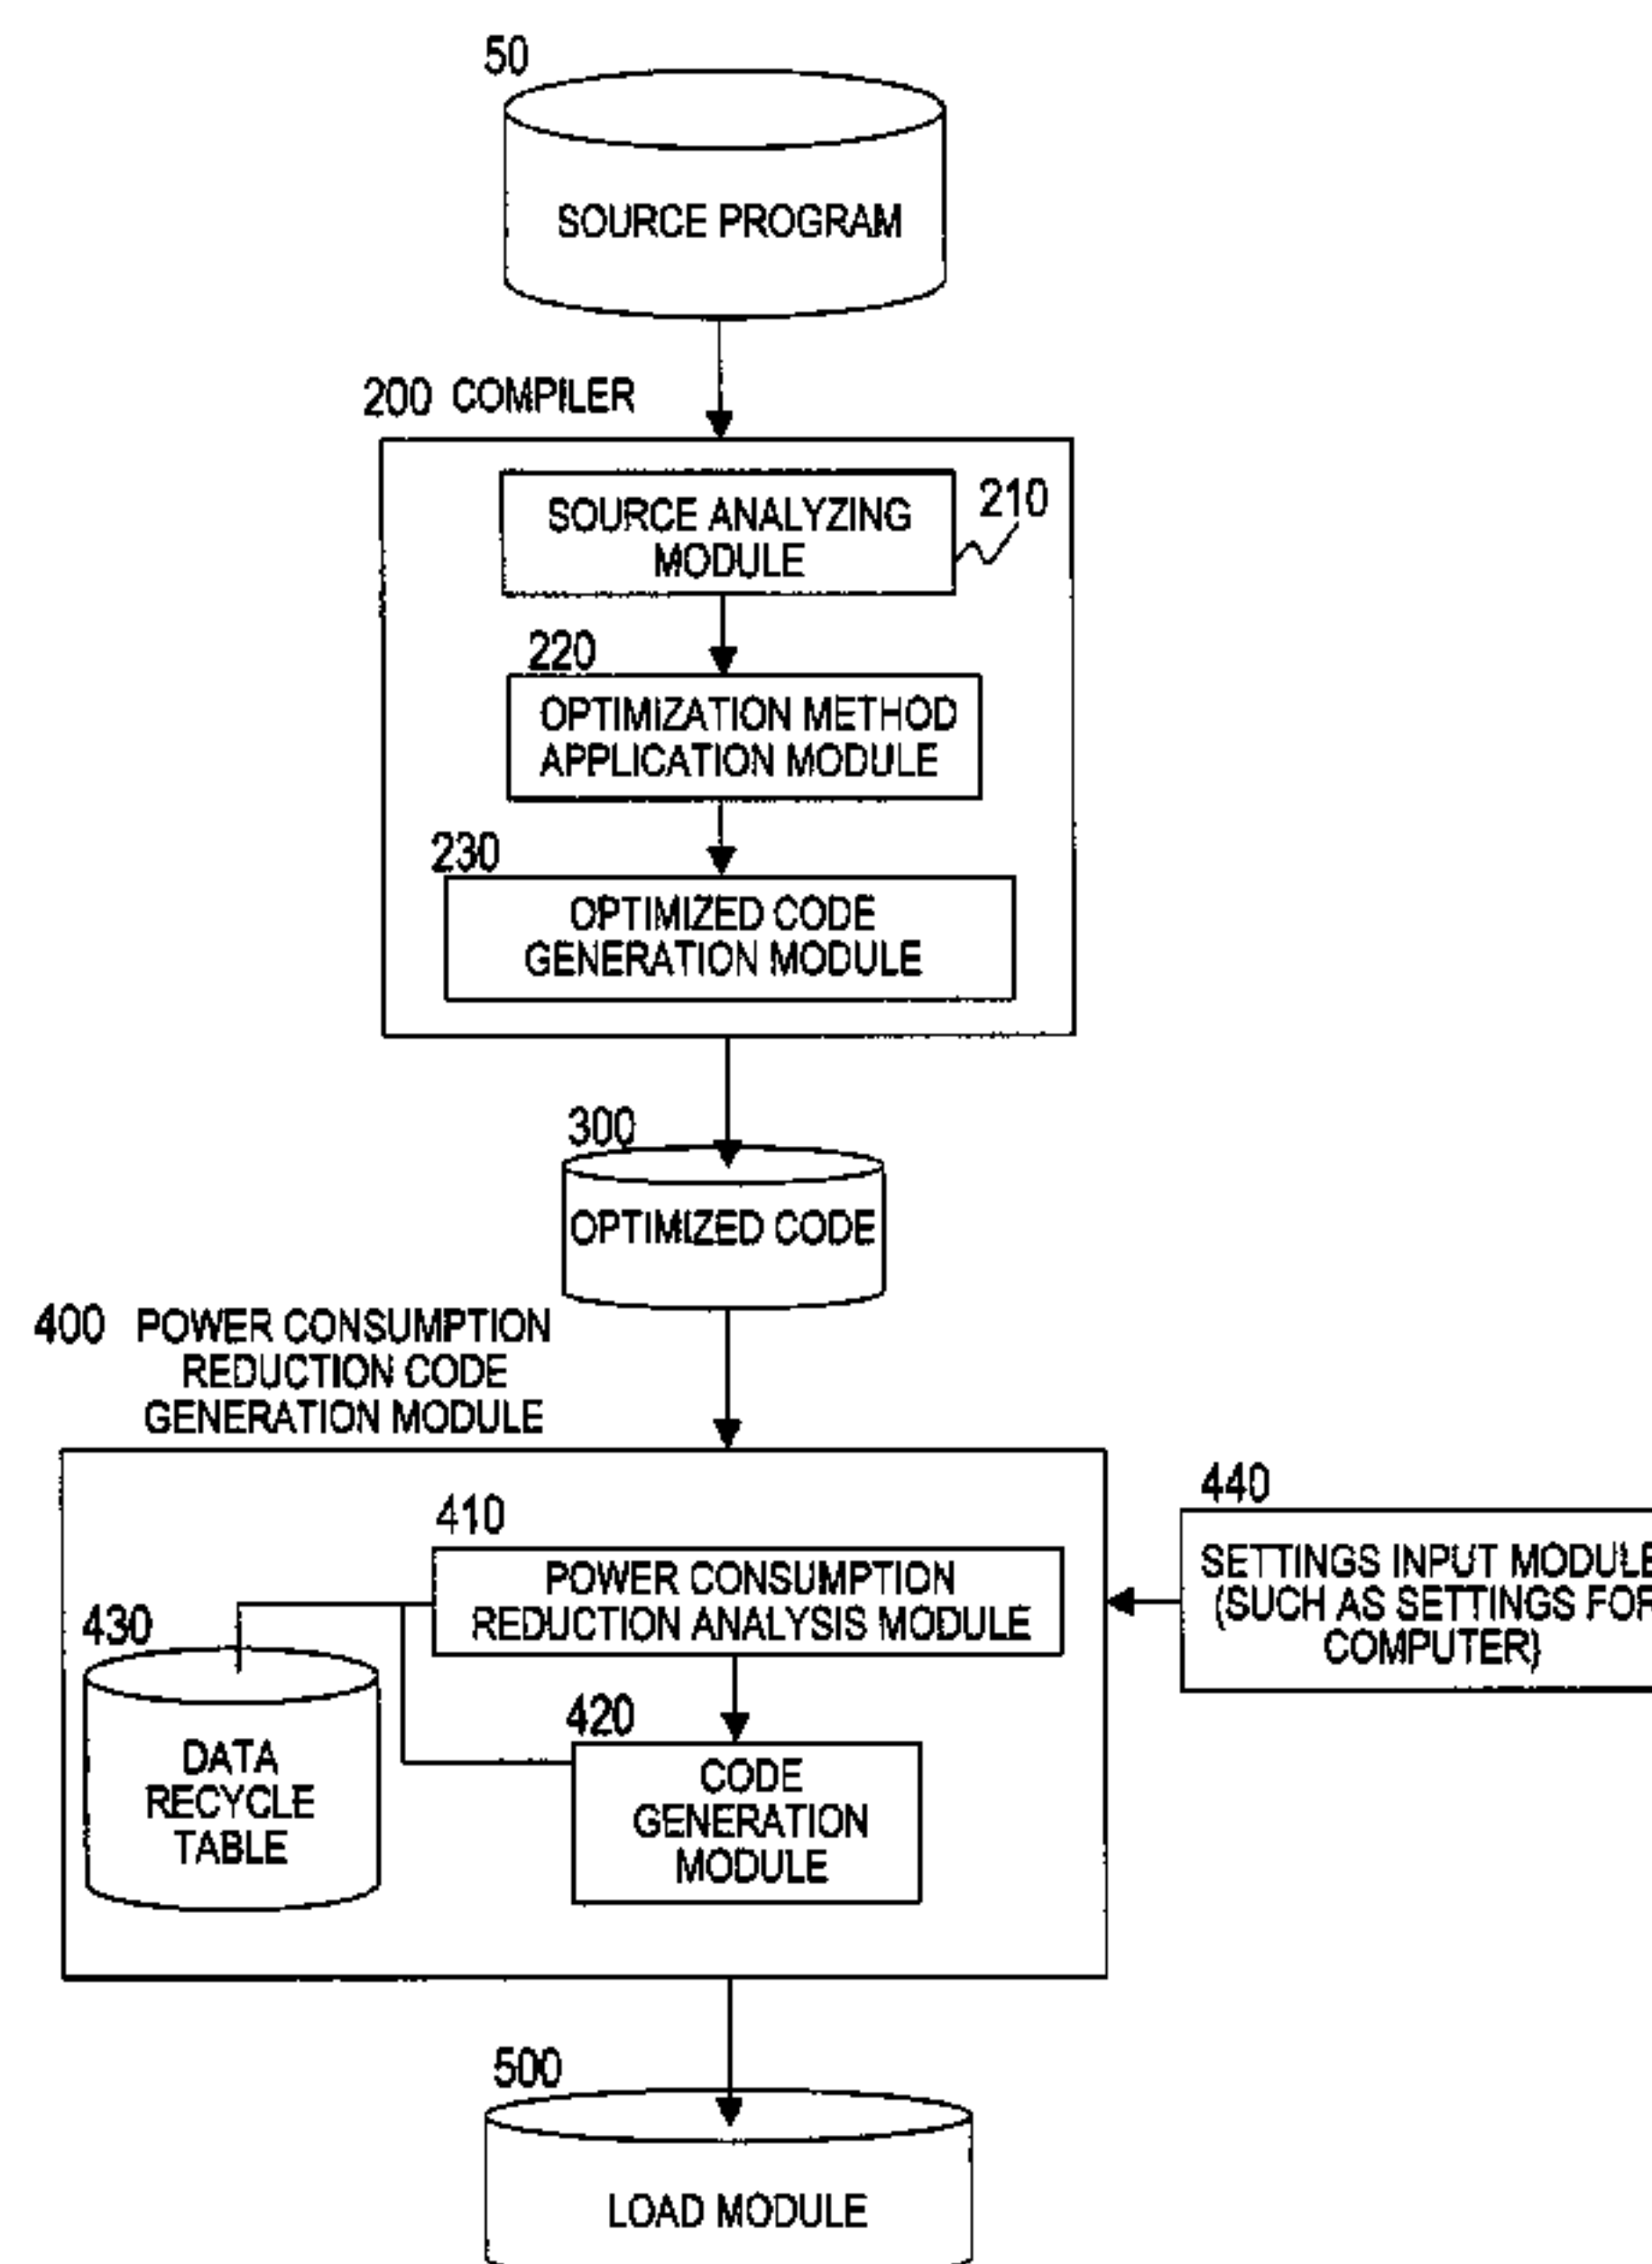 50
SOURCE PROGRAM
200 COMPILER
SOURCE ANALYZING
MODULE
210
220
OPTIMIZATION METHOD
APPLICATION MODULE
230
OPTIMIZED CODE
GENERATION MODULE
300
OPTIMIZED CODE
400 POWER CONSUMPTION
REDUCTION CODE
GENERATION MODULE
410
POWER CONSUMPTION
REDUCTION ANALYSIS MODULE
440
SETTINGS INPUT MODULE
(SUCH AS SETTINGS FOR
COMPUTER)
430
DATA
RECYCLE
TABLE
420
CODE
GENERATION
MODULE
500
LOAD MODULE